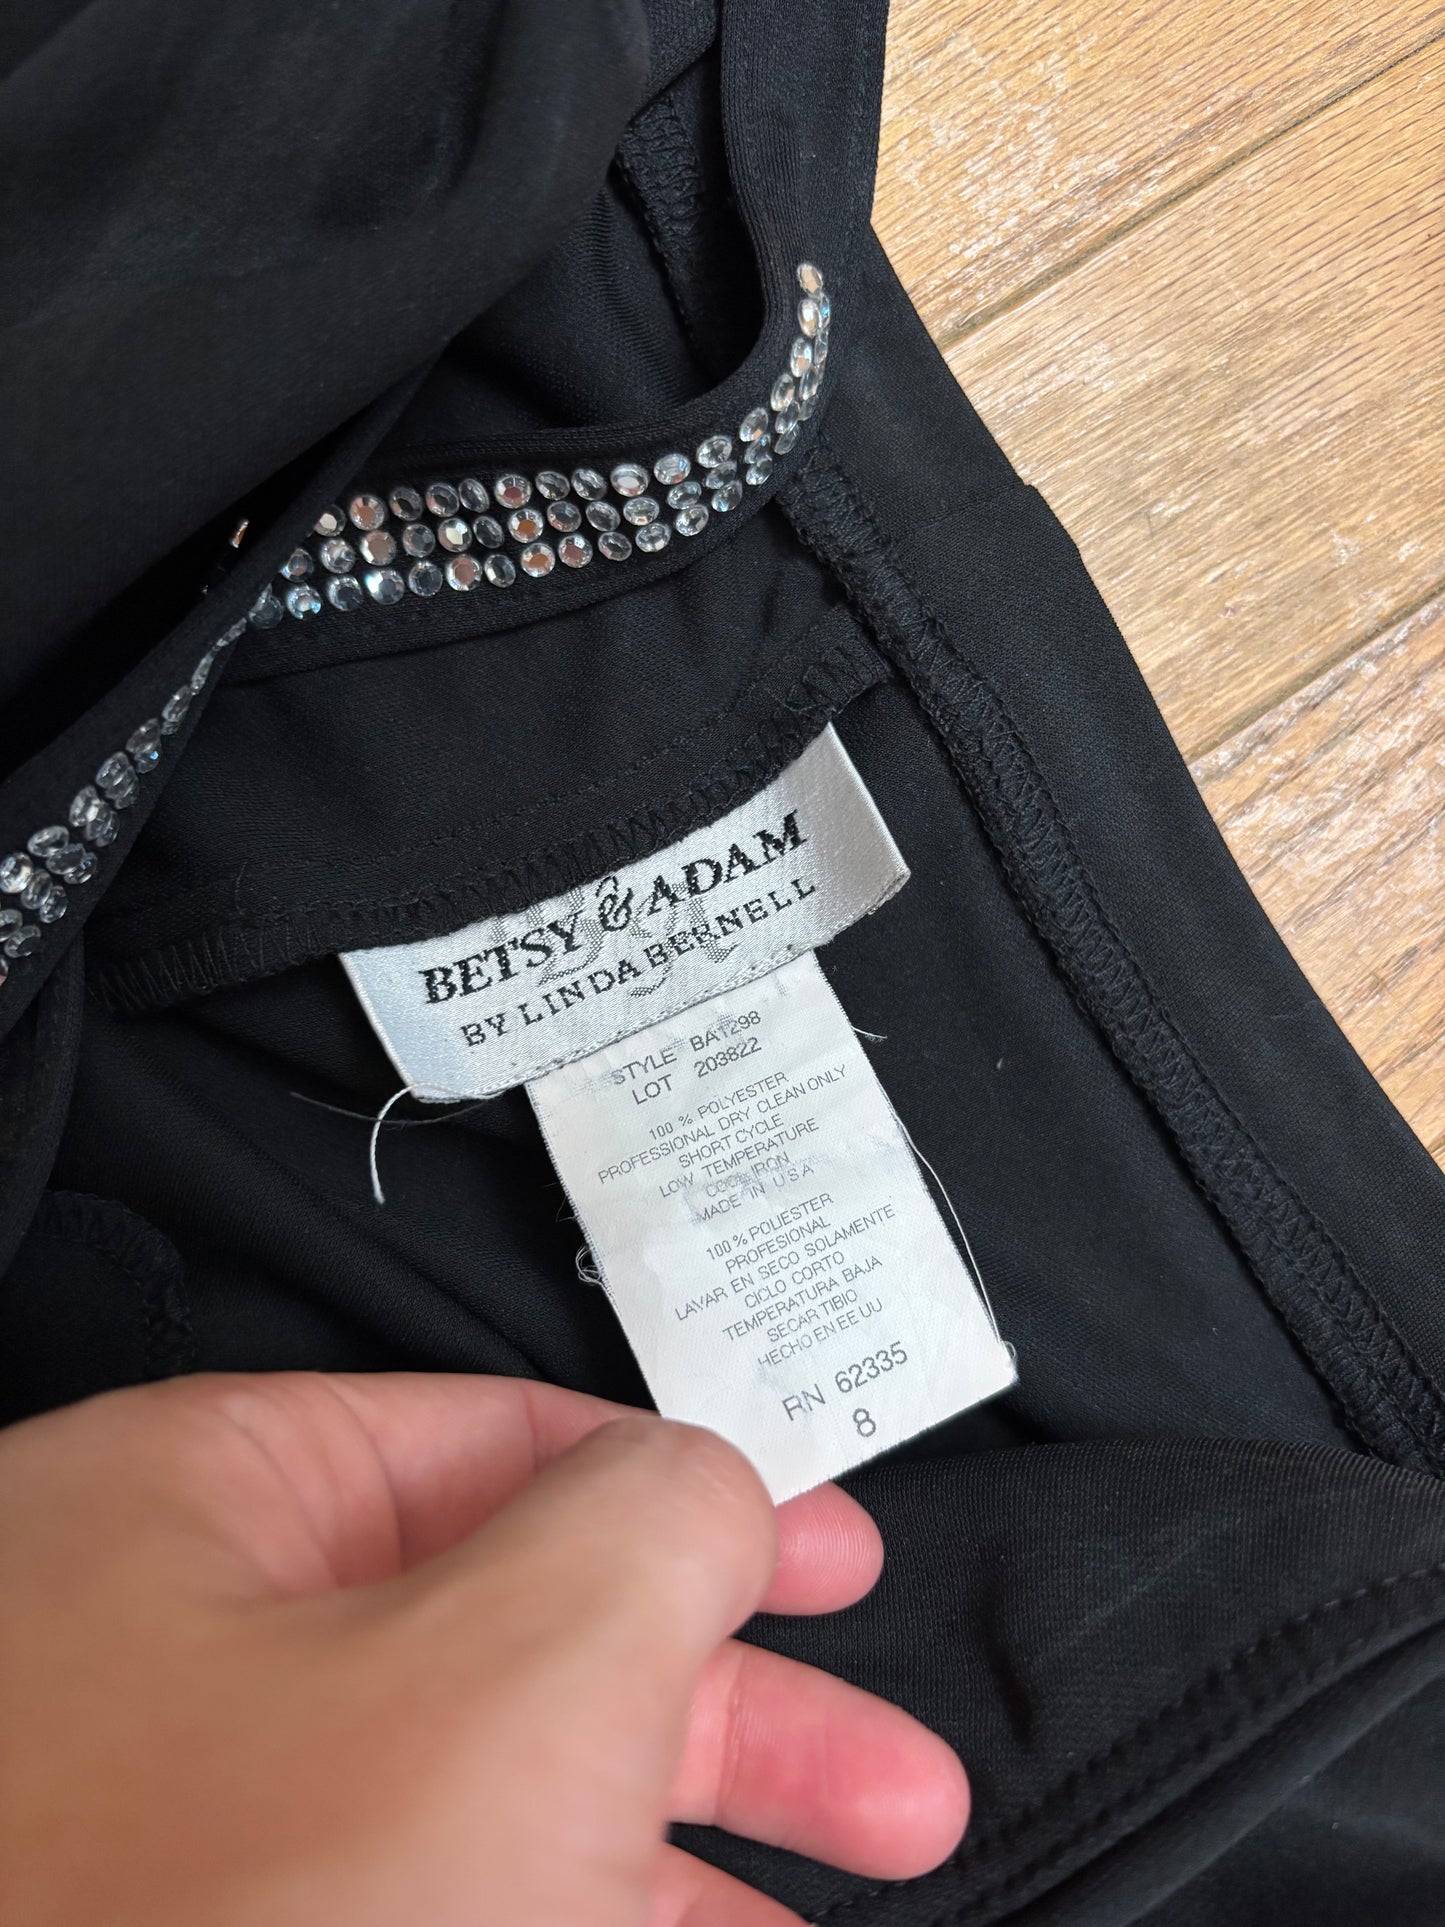 BETSY & ADAM
BY LINDA BERNELL
STYLE BA1298
LOT 203822
100 % POLYESTER
PROFESSIONAL DRY CLEAN ONLY
SHORT CYCLE
LOW TEMPERATURE
COOL IRON
MADE IN U S A
100 % POLIESTER
PROFESIONAL
LAVAR EN SECO SOLAMENTE
CICLO CORTO
TEMPERATURA BAJA
SECAR TIBIO
HECHO EN EE UU
RN 62335
8